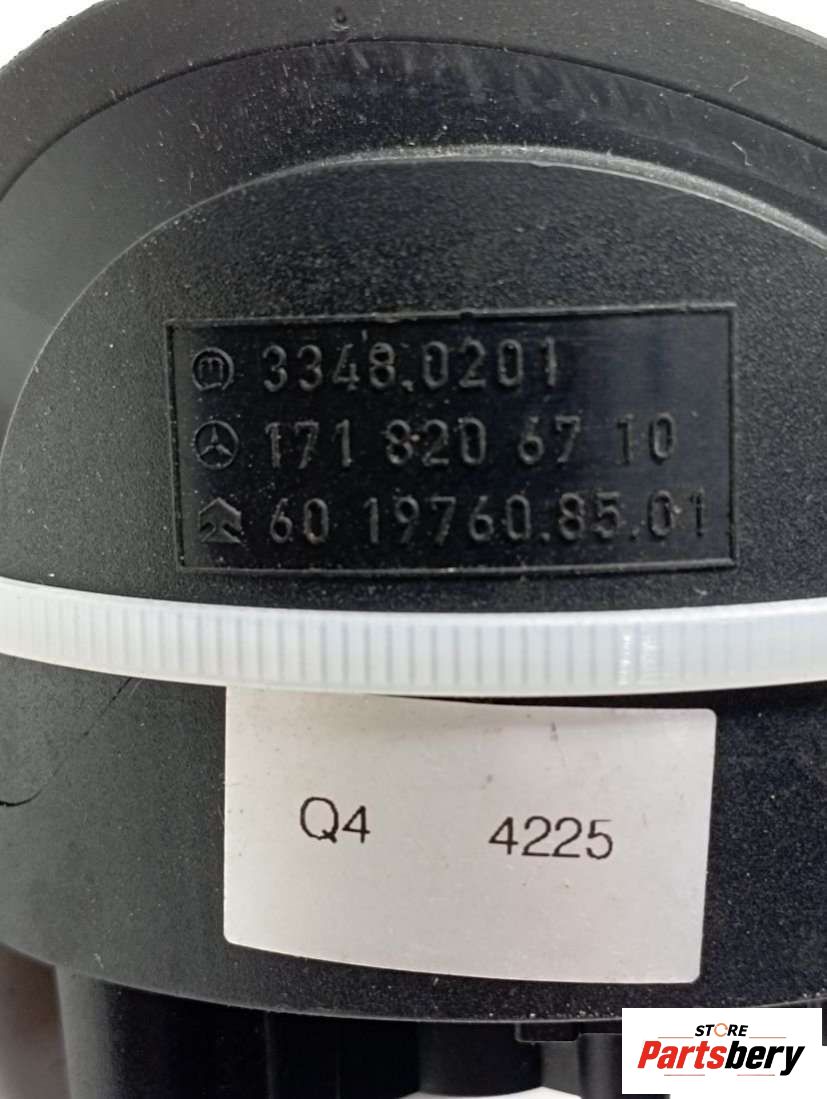 3348.0201
171 820 67 10
60 19760.85.01
Q4 4225
STORE
Partsbery